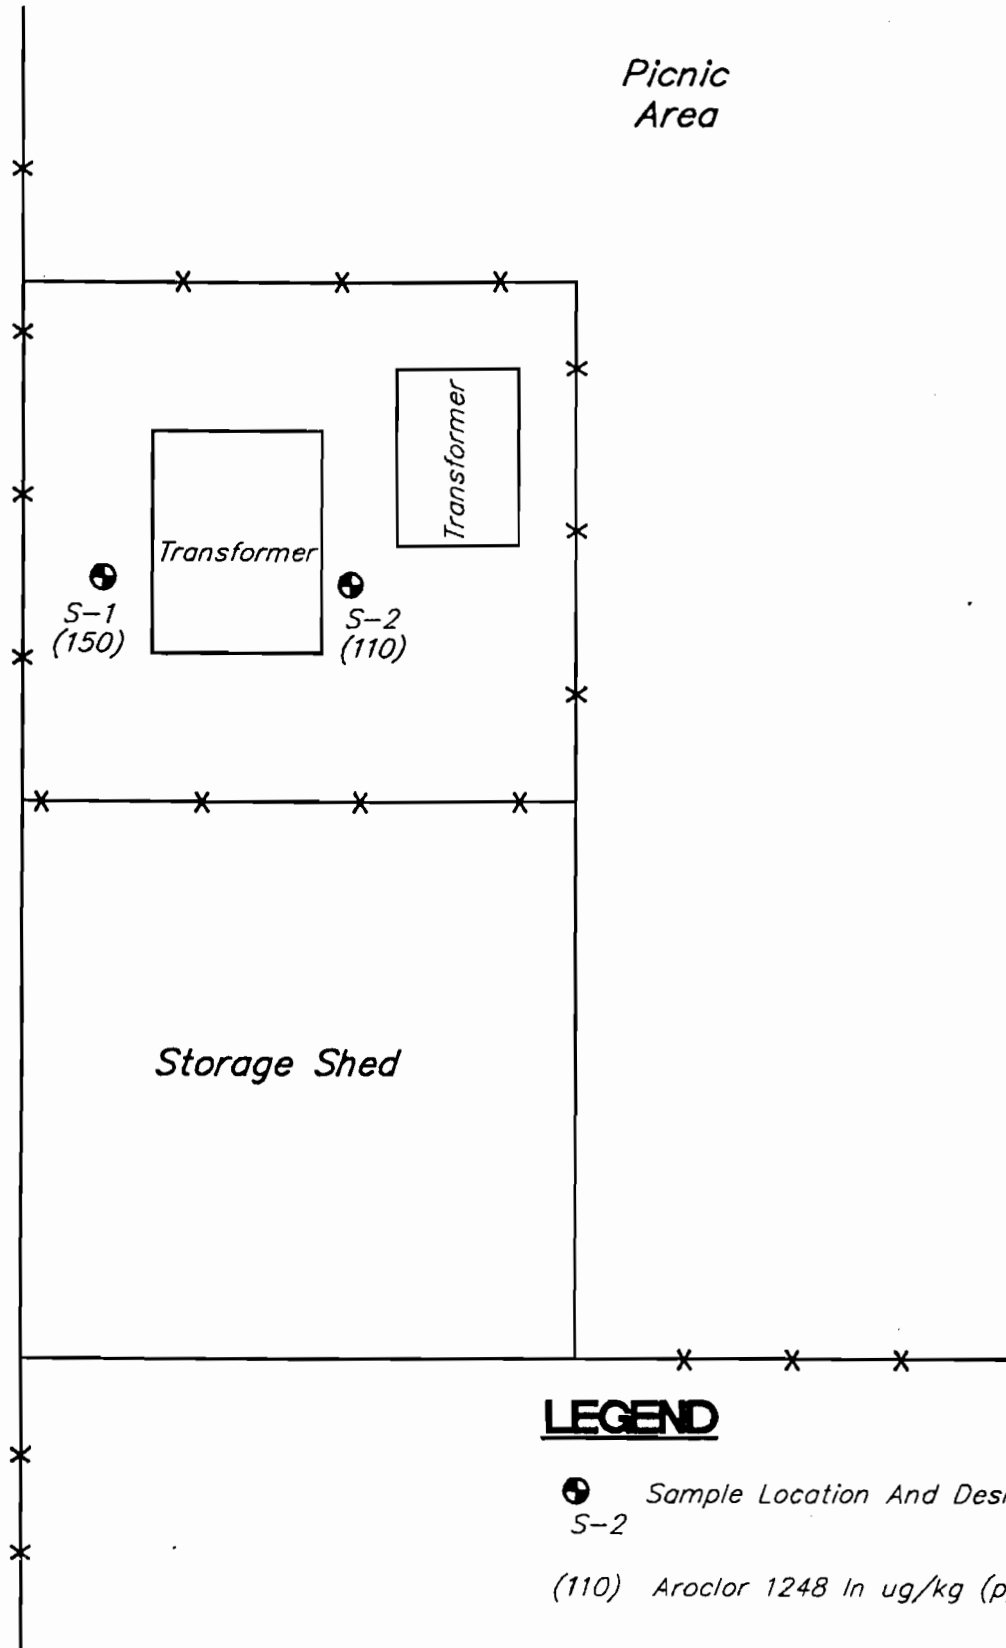 Picnic
Area
Transformer
Transformer
S-1
(150)
S-2
(110)
Storage Shed
LEGEND
Sample Location And
S-2
(110) Aroclor 1248 In ug/kg